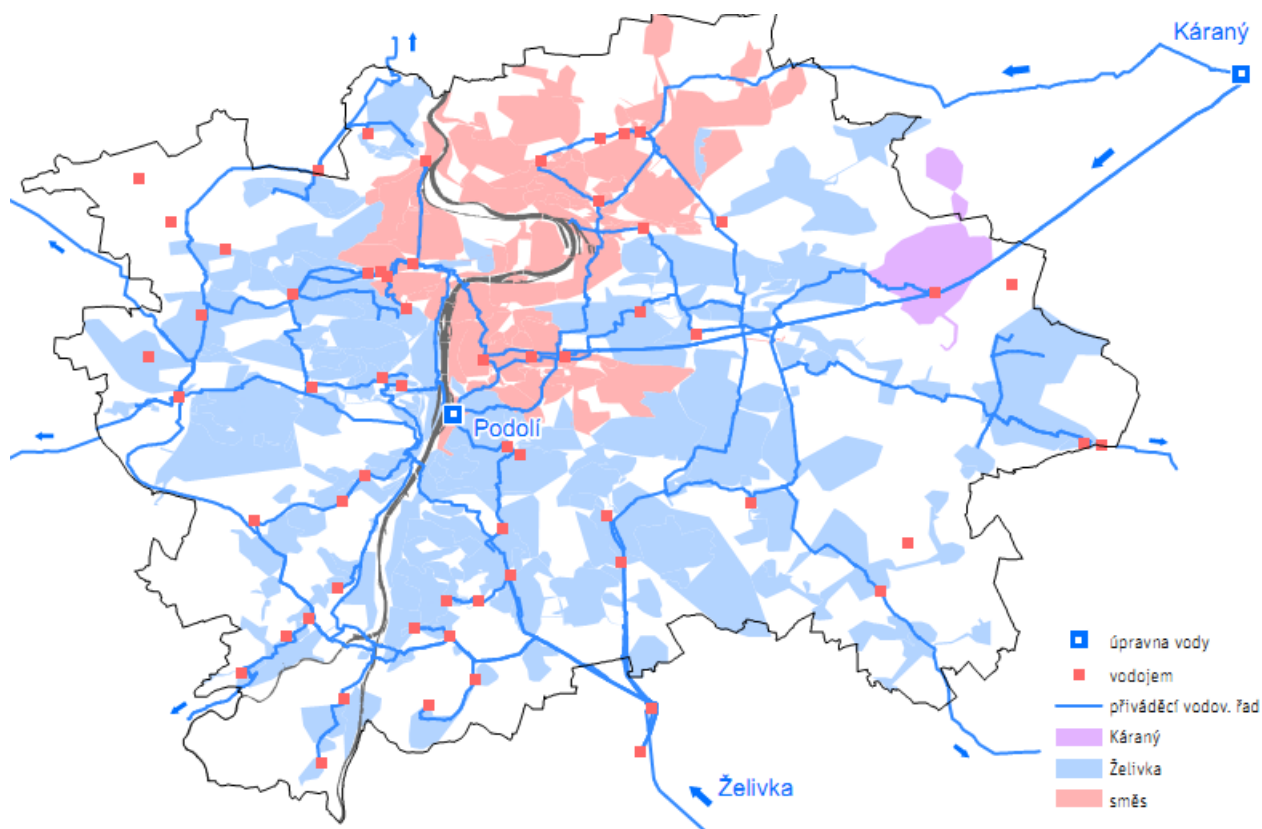 Káraný
Podolí
Želivka
úpravna vody
vodojem
přiváděcí vodov. řad
Káraný
Želivka
směs